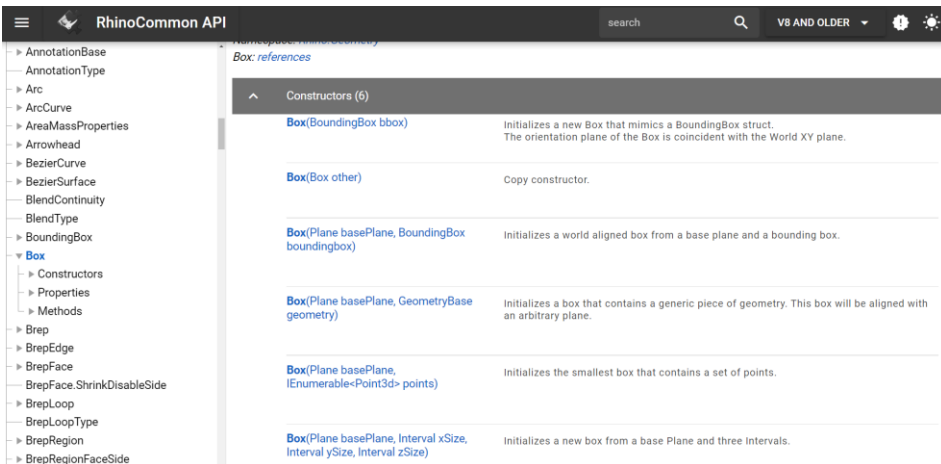 RhinoCommon API
search
V8 AND OLDER
AnnotationBase
AnnotationType
Arc
ArcCurve
AreaMassProperties
Arrowhead
BezierCurve
BezierSurface
BlendContinuity
BlendType
BoundingBox
Box
Constructors
Properties
Methods
Brep
BrepEdge
BrepFace
BrepFace.ShrinkDisableSide
BrepLoop
BrepLoopType
BrepRegion
BrepRegionFaceSide
Namespace: Rhino.Geometry
Box: references
Constructors (6)
Box(BoundingBox bbox)
Initializes a new Box that mimics a BoundingBox struct.
The orientation plane of the Box is coincident with the World XY plane.
Box(Box other)
Copy constructor.
Box(Plane basePlane, BoundingBox
boundingbox)
Initializes a world aligned box from a base plane and a bounding box.
Box(Plane basePlane, GeometryBase
geometry)
Initializes a box that contains a generic piece of geometry. This box will be aligned with
an arbitrary plane.
Box(Plane basePlane,
IEnumerable<Point3d> points)
Initializes the smallest box that contains a set of points.
Box(Plane basePlane, Interval xSize,
Interval ySize, Interval zSize)
Initializes a new box from a base Plane and three Intervals.